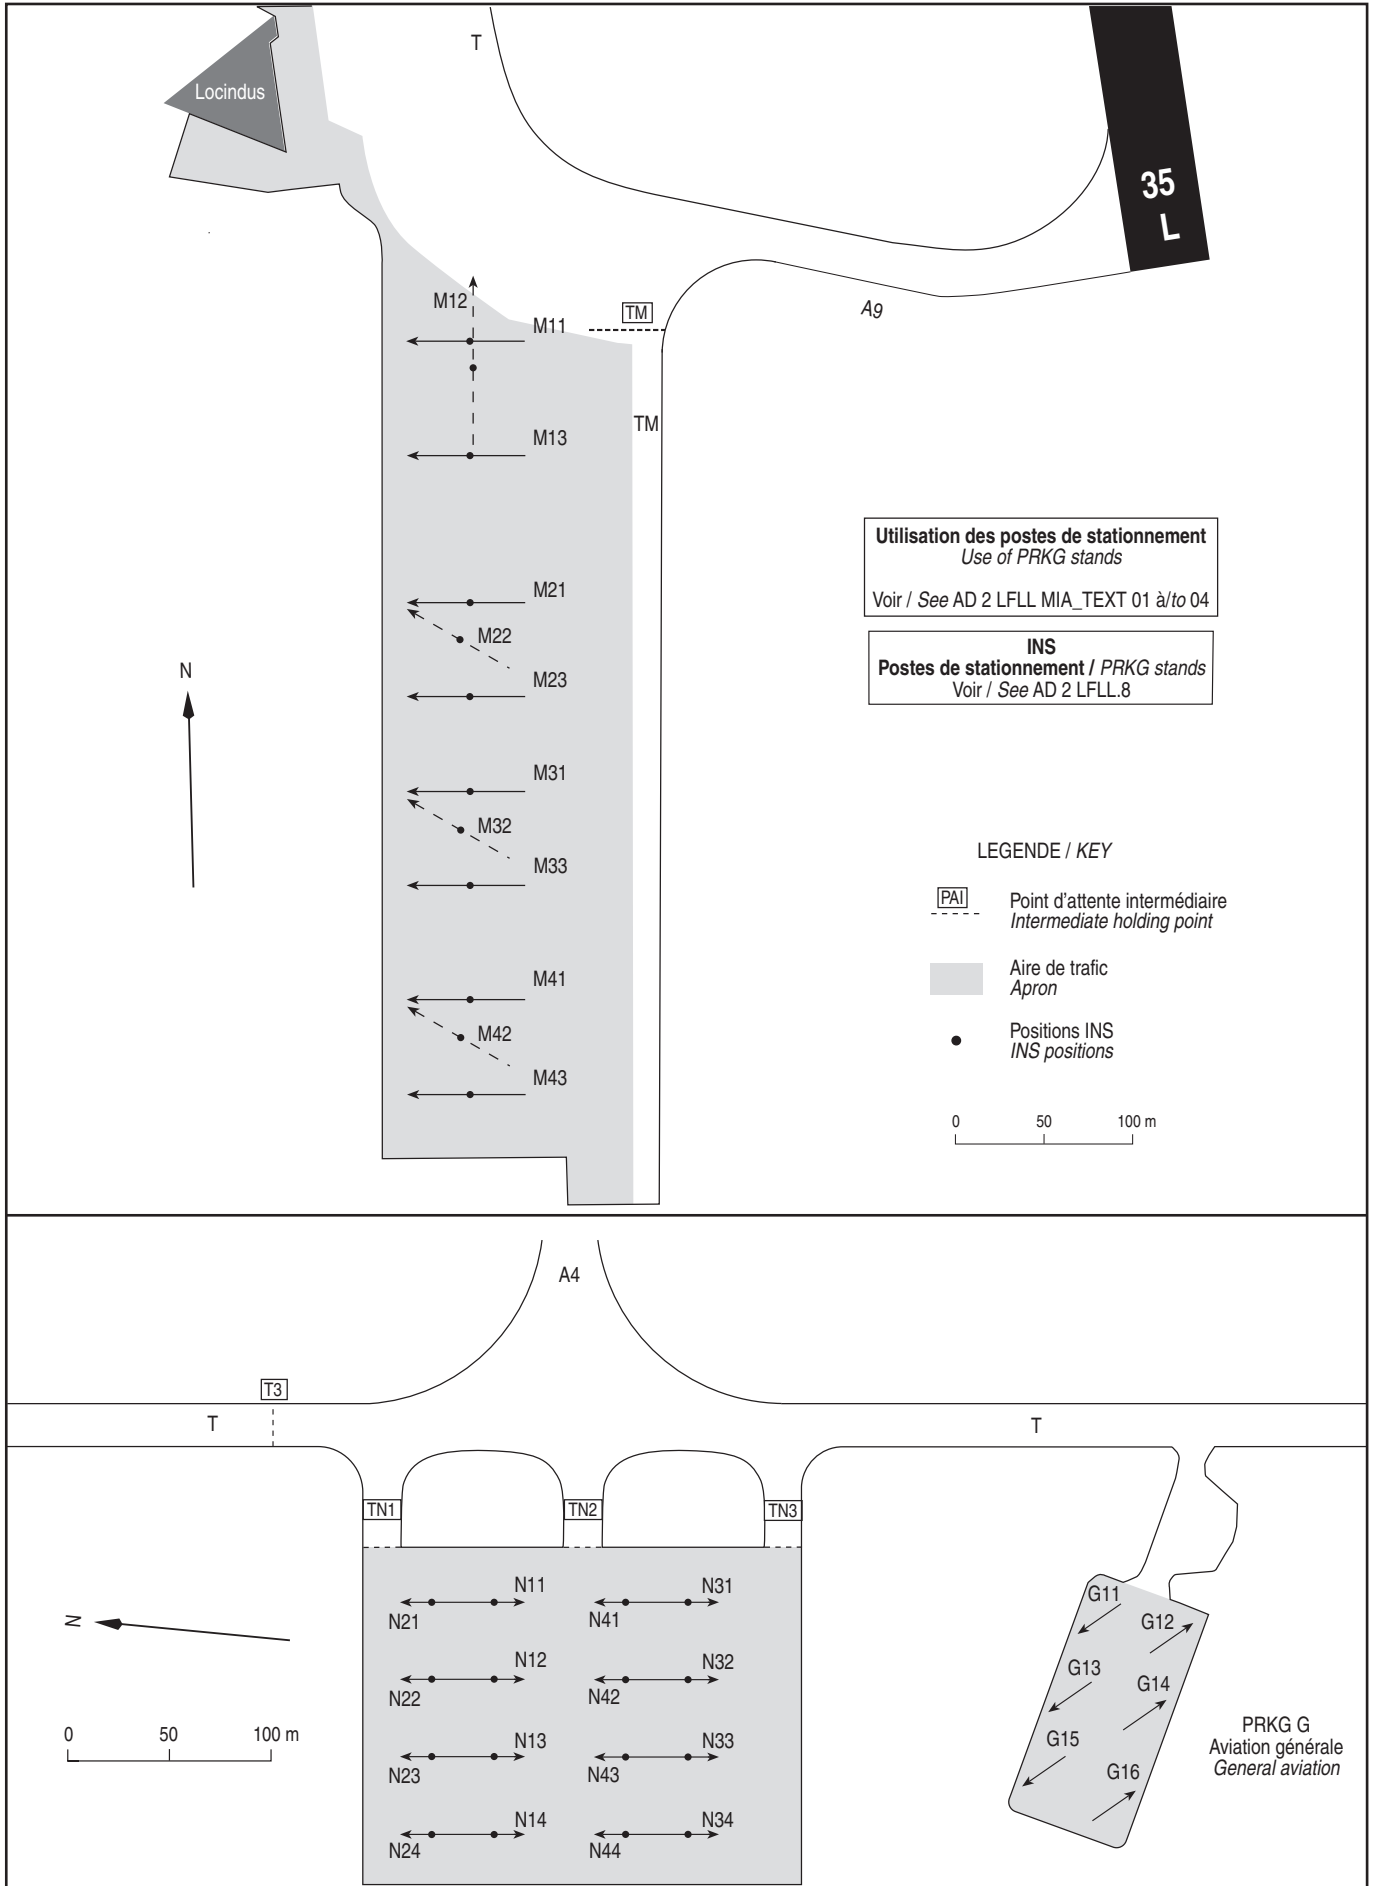 T
Locindus
35
L
M12
M11
TM
A9
TM
M13
Utilisation des postes de stationnement
Use of PRKG stands
Voir / See AD 2 LFLL MIA_TEXT 01 à/to 04
M21
M22
M23
INS
Postes de stationnement / PRKG stands
Voir / See AD 2 LFLL.8
N
M31
M32
M33
LEGENDE / KEY
PAI
Point d'attente intermédiaire
Intermediate holding point
Aire de trafic
Apron
Positions INS
INS positions
M41
M42
M43
0 50 100 m
A4
T3
T
T
TN1
TN2
TN3
N11
N21
N31
N41
N12
N22
N32
N42
N13
N23
N33
N43
N14
N24
N34
N44
N
0 50 100 m
G11
G12
G13
G14
G15
G16
PRKG G
Aviation générale
General aviation